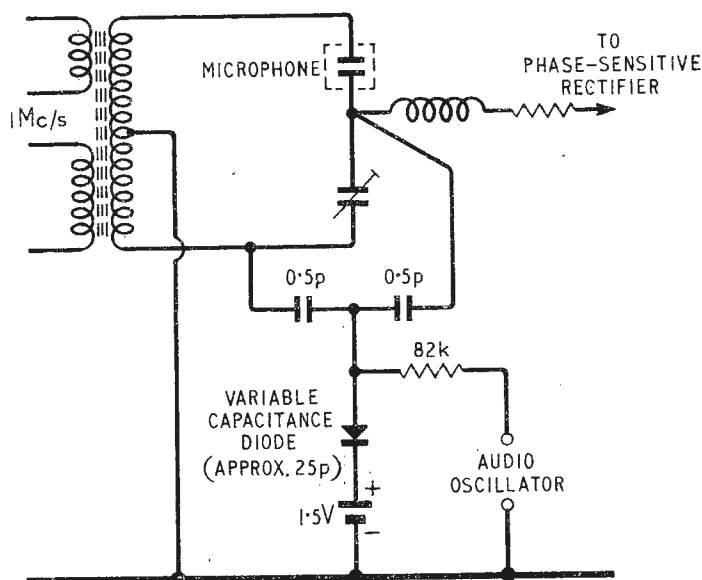 MICROPHONE
TO
PHASE-SENSITIVE
RECTIFIER
1Mc/s
0·5p
0·5p
82k
VARIABLE
CAPACITANCE
DIODE
(APPROX. 25p)
+
1·5V
−
AUDIO
OSCILLATOR